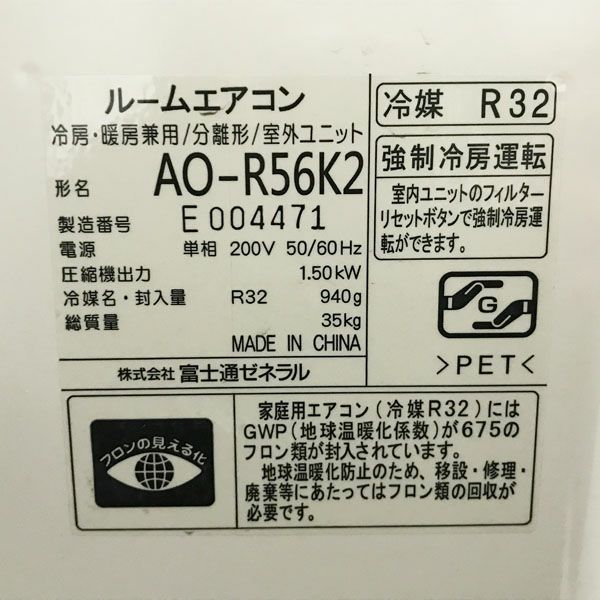 ルームエアコン
冷房・暖房兼用/分離形/室外ユニット
形名 AO-R56K2
製造番号 E004471
電源 単相 200V 50/60Hz
圧縮機出力 1.50kW
冷媒名・封入量 R32 940g
総質量 35kg
MADE IN CHINA
株式会社 富士通ゼネラル
冷媒 R32
強制冷房運転
室内ユニットのフィルター
リセットボタンで強制冷房運
転ができます。
G
>PET<
フロンの見える化
家庭用エアコン(冷媒R32)には
GWP(地球温暖化係数)が675の
フロン類が封入されています。
地球温暖化防止のため、移設・修理・
廃棄等にあたってはフロン類の回収が
必要です。